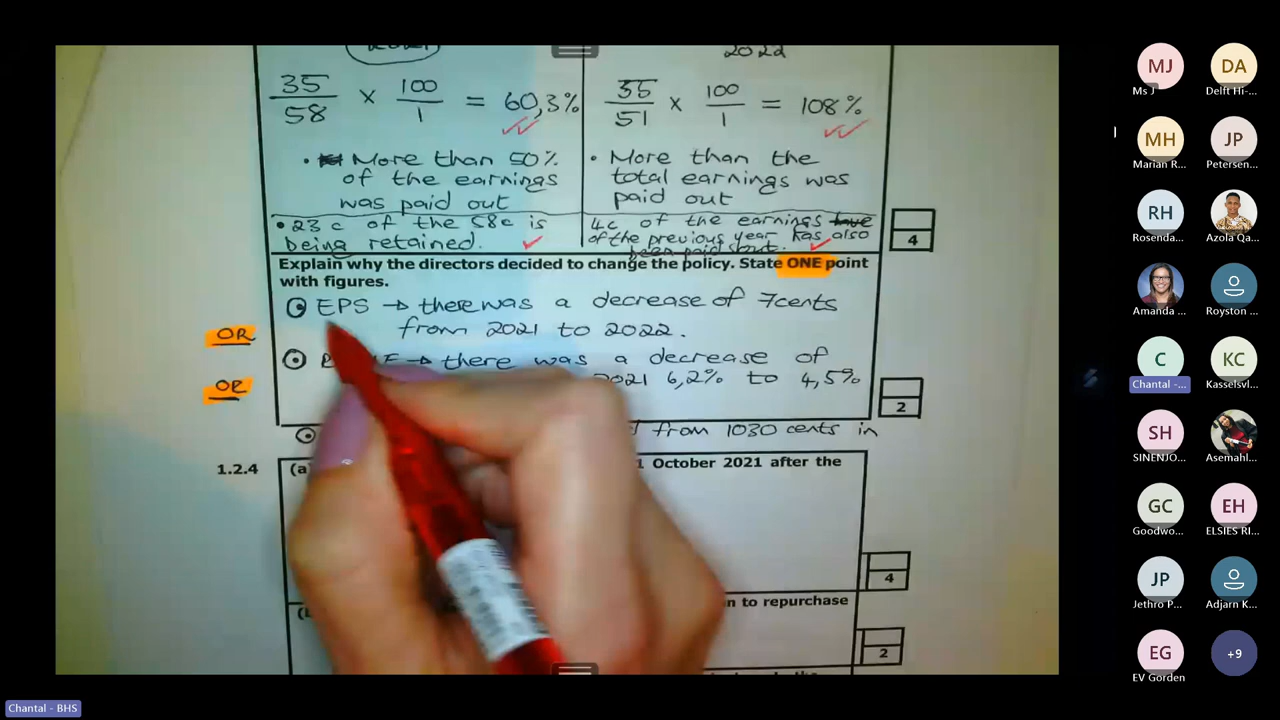 2021
2022
35/58 × 100/1 = 60,3%
35/51 × 100/1 = 108%
• More than 50%
of the earnings
was paid out
• More than the
total earnings was
paid out
• 23 c of the 58c is
being retained.
4c of the earnings have
of the previous year has also
been paid
4
Explain why the directors decided to change the policy. State ONE point
with figures.
EPS → there was a decrease of 7cents
from 2021 to 2022.
OR
→ there was a decrease of
2021 6,2% to 4,5%
OR
2
from 1030 cents in
1.2.4
(a)
1 October 2021 after the
4
n to repurchase
2
MJ
Ms J
DA
Delft Hi-...
MH
Marian R...
JP
Petersen...
RH
Rosenda...
Azola Qa...
Amanda ...
Royston ...
C
Chantal -...
KC
Kasselsvl...
SH
SINENJO...
Asemahl...
GC
Goodwo...
EH
ELSIES RI...
JP
Jethro P...
Adjarn K...
EG
EV Gorden
+9
Chantal - BHS